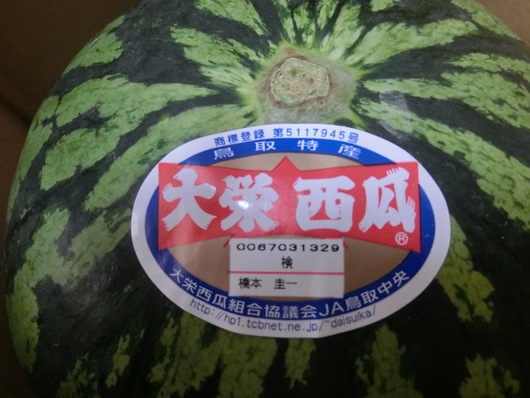 商標登録 第5117945号
鳥取特産
大栄西瓜
®
0067031329
検
橋本 圭一
大栄西瓜組合協議会JA鳥取中央
http://hp1.tcbnet.ne.jp/~daisuika/